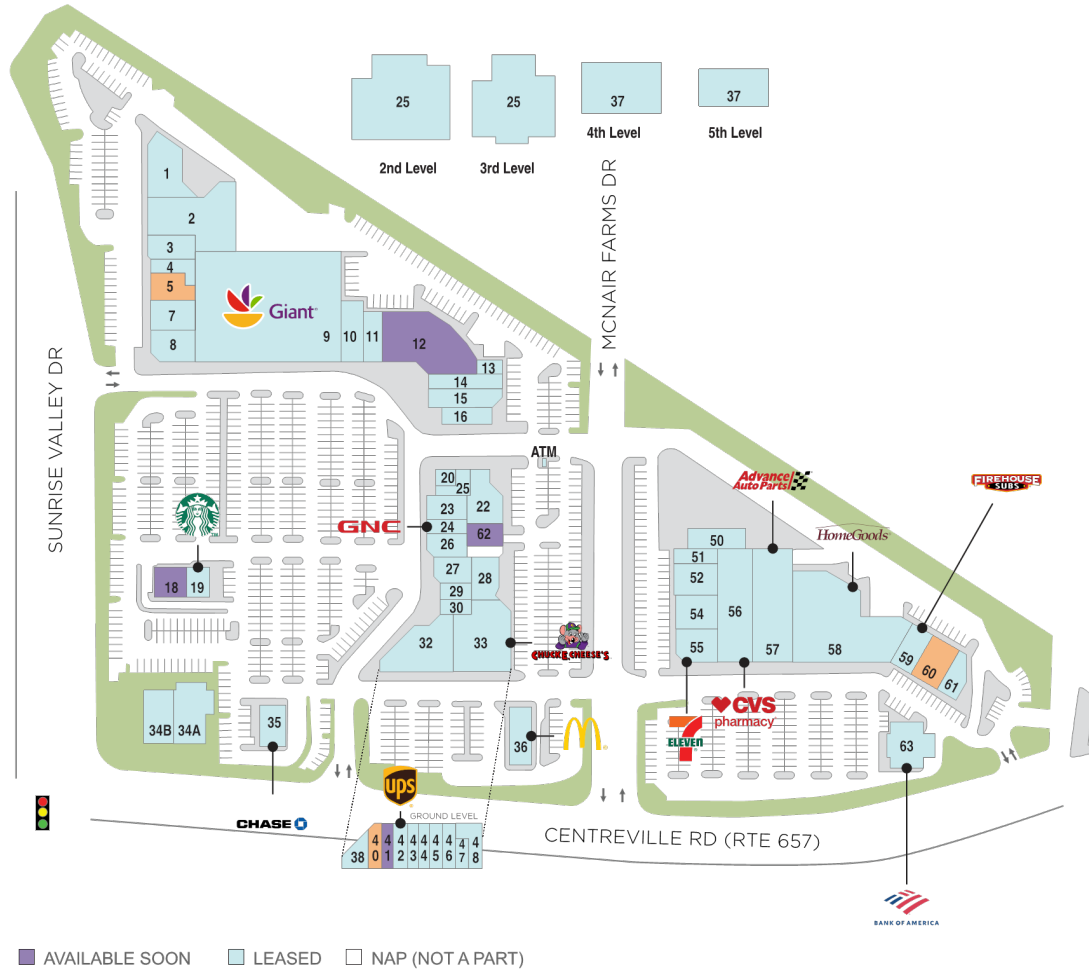 25
25
37
37
4th Level
5th Level
2nd Level
3rd Level
MCNAIR FARMS DR
SUNRISE VALLEY DR
1
2
3
4
5
7
8
Giant
9
10
11
12
13
14
15
16
ATM
20
25
22
23
GNC
24
62
26
27
28
29
30
32
33
CHUCK E. CHEESE'S
18
19
Advance
Auto Parts
HomeGoods
FIREHOUSE
SUBS
50
51
52
54
55
56
57
58
59
60
61
34B
34A
35
36
7
ELEVEN
CVS
pharmacy
63
CHASE
ups
GROUND LEVEL
38
40
41
42
43
44
45
46
47
48
CENTREVILLE RD (RTE 657)
BANK OF AMERICA
AVAILABLE SOON
LEASED
NAP (NOT A PART)